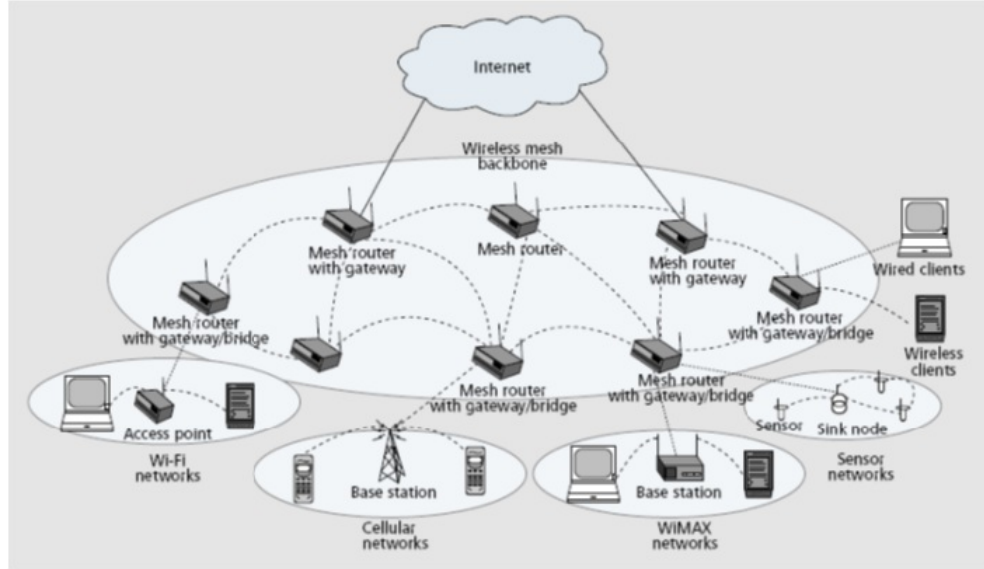 Internet
Wireless mesh
backbone
Mesh router
with gateway
Mesh router
Mesh router
with gateway
Wired clients
Mesh router
with gateway/bridge
Mesh router
with gateway/bridge
Wireless
clients
Mesh router
with gateway/bridge
Mesh router
with gateway/bridge
Access point
Wi-Fi
networks
Sensor
Sink node
Sensor
networks
Base station
Cellular
networks
Base station
WiMAX
networks